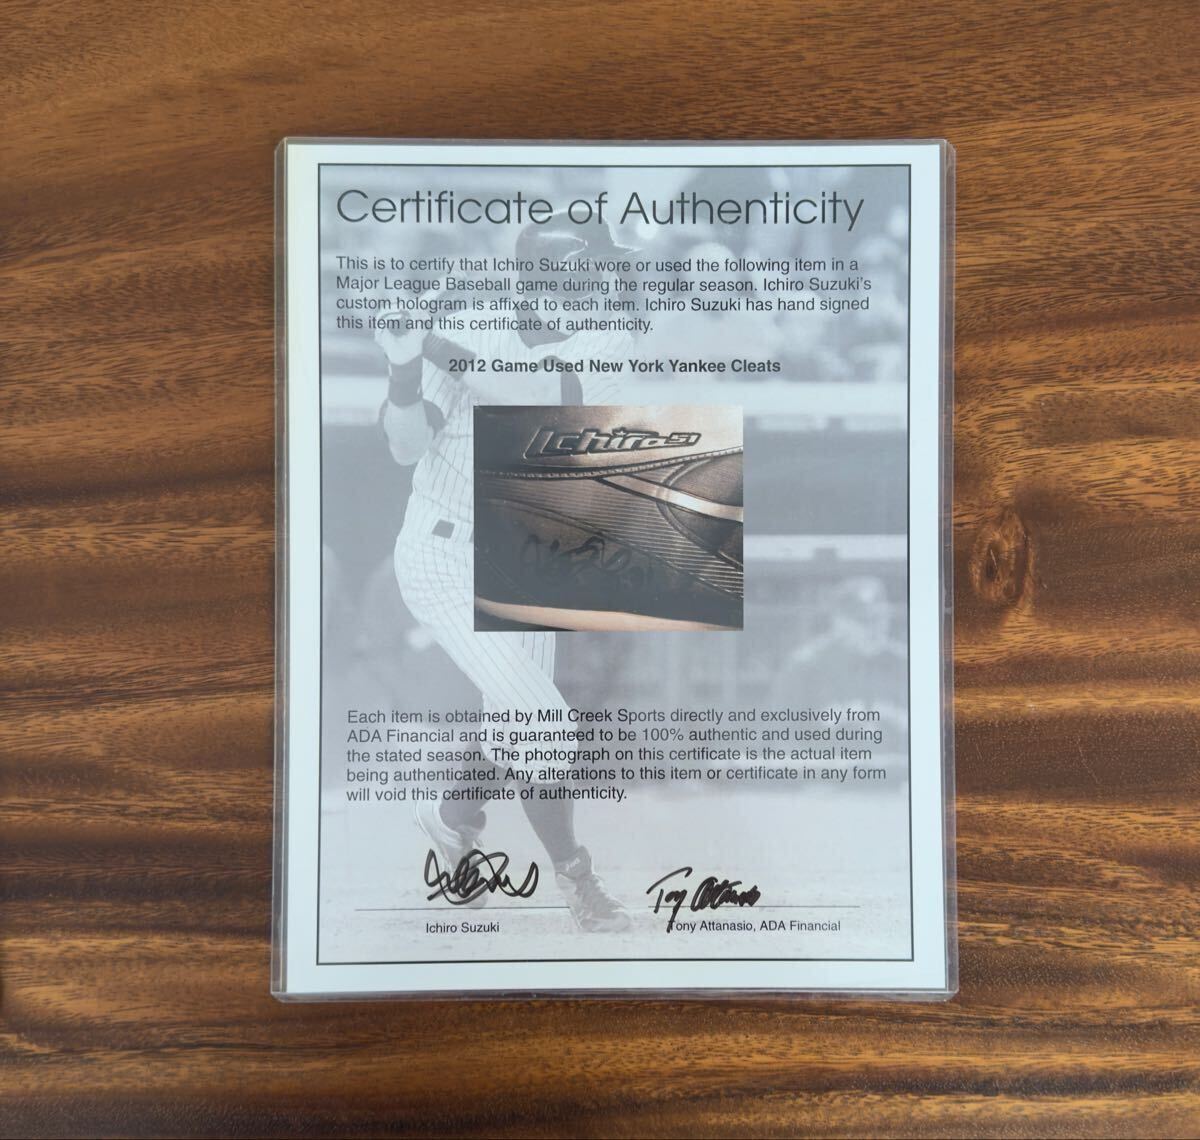 Certificate of Authenticity
This is to certify that Ichiro Suzuki wore or used the following item in a
Major League Baseball game during the regular season. Ichiro Suzuki's
custom hologram is affixed to each item. Ichiro Suzuki has hand signed
this item and this certificate of authenticity.
2012 Game Used New York Yankee Cleats
Ichiro 51
Each item is obtained by Mill Creek Sports directly and exclusively from
ADA Financial and is guaranteed to be 100% authentic and used during
the stated season. The photograph on this certificate is the actual item
being authenticated. Any alterations to this item or certificate in any form
will void this certificate of authenticity.
Tony Attanasio
Ichiro Suzuki
Tony Attanasio, ADA Financial